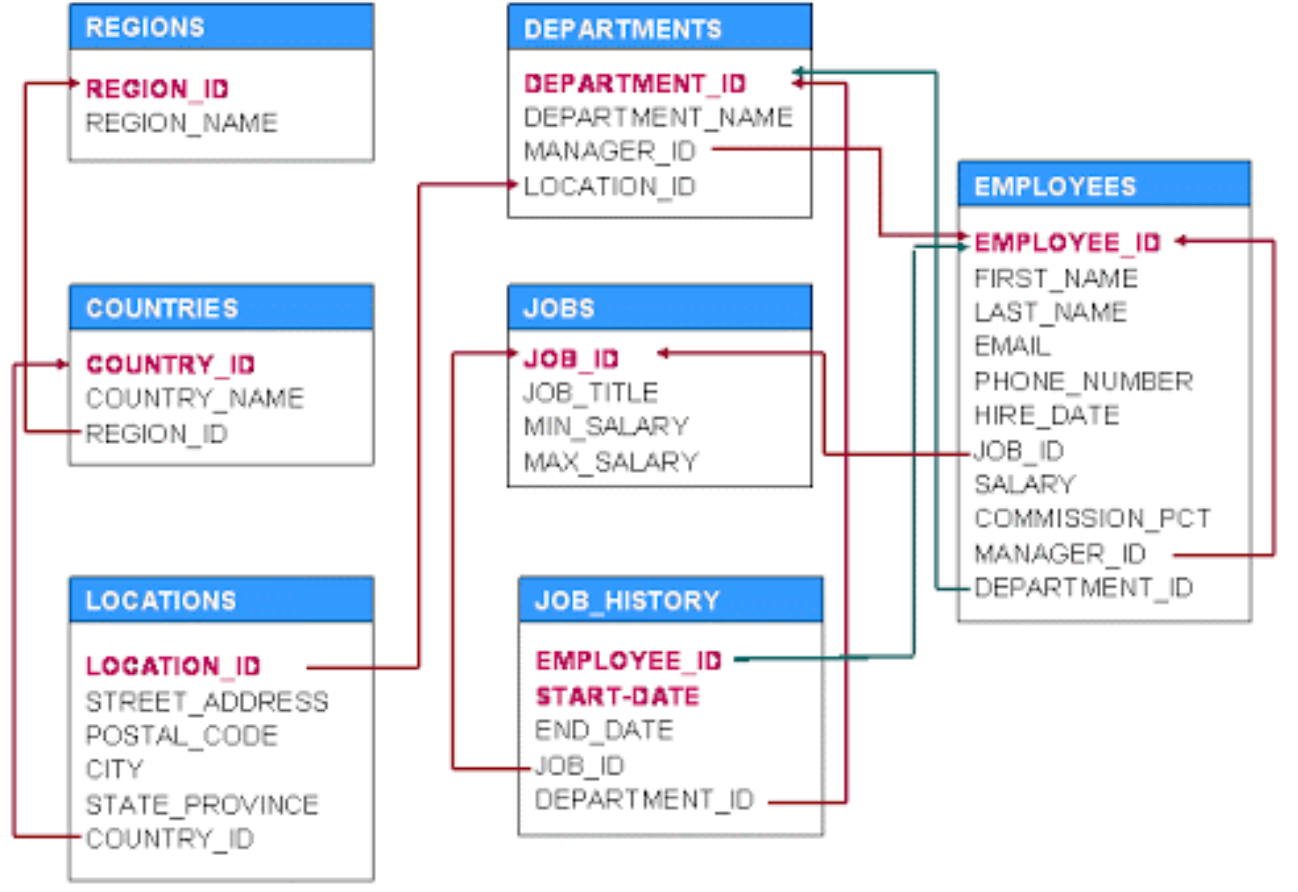 REGIONS
REGION_ID
REGION_NAME
DEPARTMENTS
DEPARTMENT_ID
DEPARTMENT_NAME
MANAGER_ID
LOCATION_ID
EMPLOYEES
EMPLOYEE_ID
FIRST_NAME
LAST_NAME
EMAIL
PHONE_NUMBER
HIRE_DATE
JOB_ID
SALARY
COMMISSION_PCT
MANAGER_ID
DEPARTMENT_ID
COUNTRIES
COUNTRY_ID
COUNTRY_NAME
REGION_ID
JOBS
JOB_ID
JOB_TITLE
MIN_SALARY
MAX_SALARY
LOCATIONS
LOCATION_ID
STREET_ADDRESS
POSTAL_CODE
CITY
STATE_PROVINCE
COUNTRY_ID
JOB_HISTORY
EMPLOYEE_ID
START-DATE
END_DATE
JOB_ID
DEPARTMENT_ID